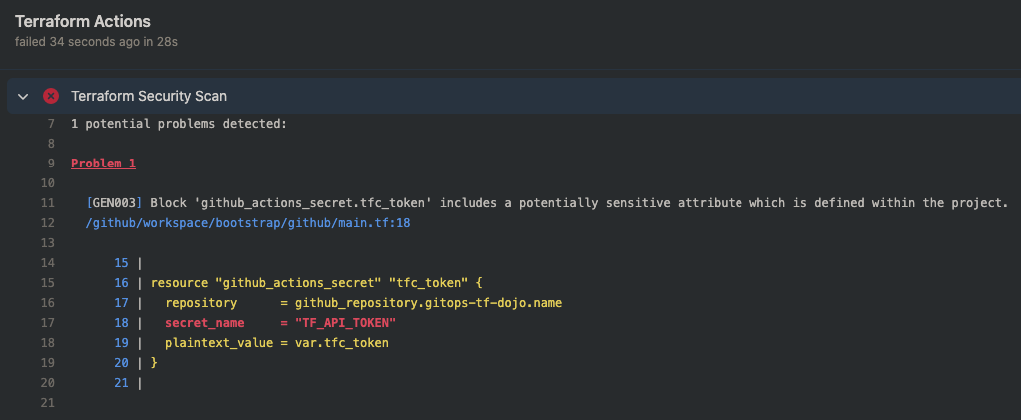 Terraform Actions
failed 34 seconds ago in 28s
Terraform Security Scan
7 1 potential problems detected:
8
9 Problem 1
10
11 [GEN003] Block 'github_actions_secret.tfc_token' includes a potentially sensitive attribute which is defined within the project.
12 /github/workspace/bootstrap/github/main.tf:18
13
14 15 |
15 16 | resource "github_actions_secret" "tfc_token" {
16 17 |   repository      = github_repository.gitops-tf-dojo.name
17 18 |   secret_name     = "TF_API_TOKEN"
18 19 |   plaintext_value = var.tfc_token
19 20 | }
20 21 |
21